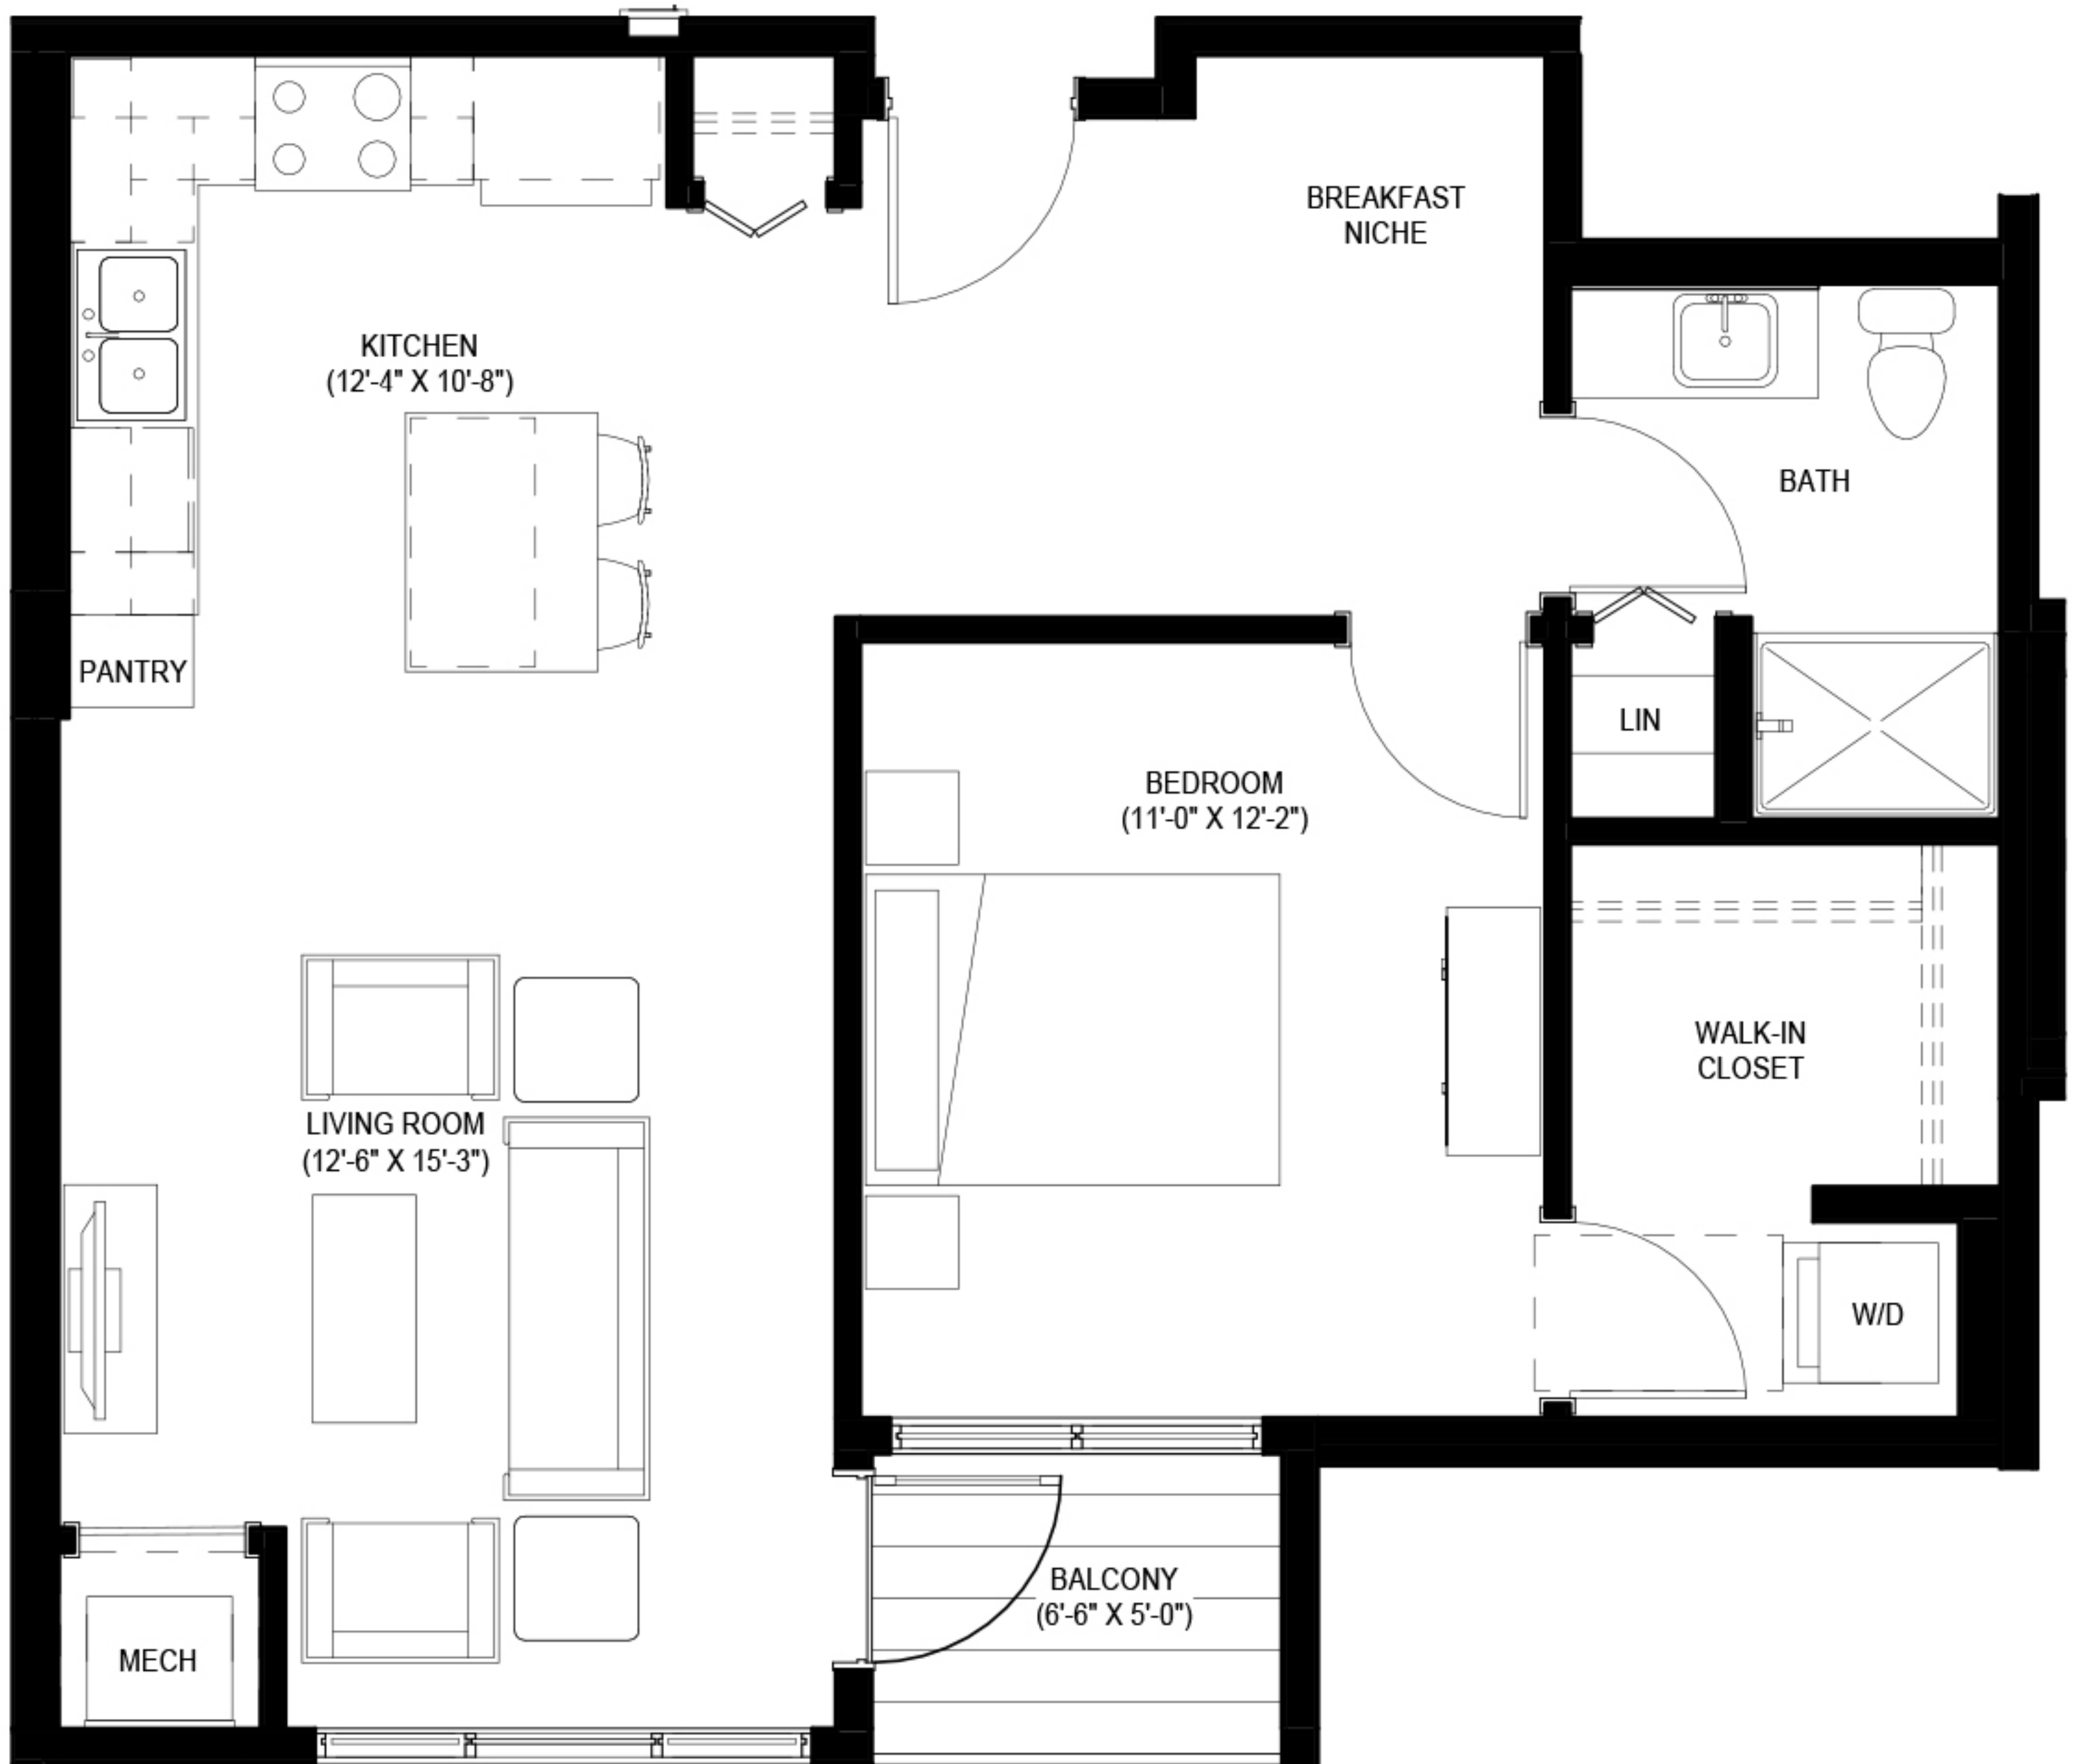 BREAKFAST
NICHE
KITCHEN
(12'-4" X 10'-8")
BATH
PANTRY
LIN
BEDROOM
(11'-0" X 12'-2")
WALK-IN
CLOSET
LIVING ROOM
(12'-6" X 15'-3")
W/D
BALCONY
(6'-6" X 5'-0")
MECH